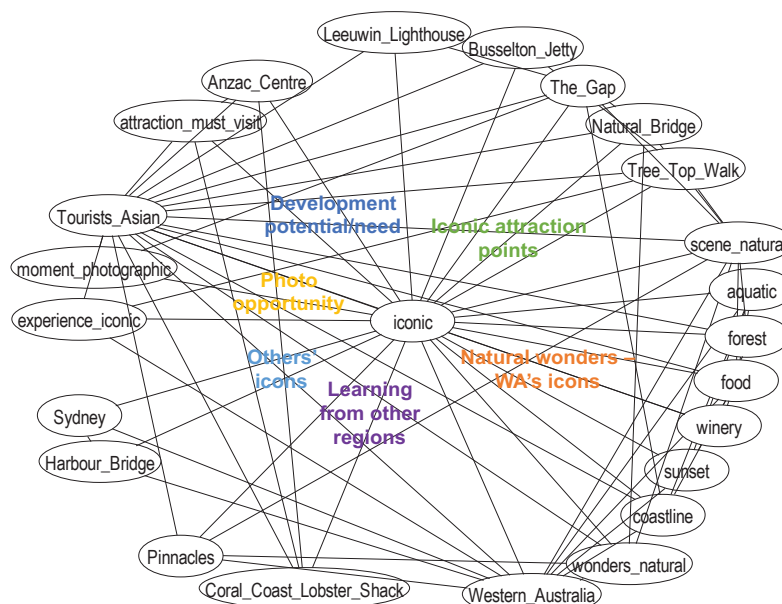 Leeuwin_Lighthouse
Busselton_Jetty
Anzac_Centre
The_Gap
attraction_must_visit
Natural_Bridge
Tree_Top_Walk
Development
potential/need
Tourists_Asian
Iconic attraction
points
scene_natural
moment_photographic
Photo
opportunity
aquatic
experience_iconic
iconic
forest
Others'
icons
Natural wonders –
WA's icons
food
Learning
from other
regions
Sydney
winery
Harbour_Bridge
sunset
coastline
Pinnacles
wonders_natural
Coral_Coast_Lobster_Shack
Western_Australia